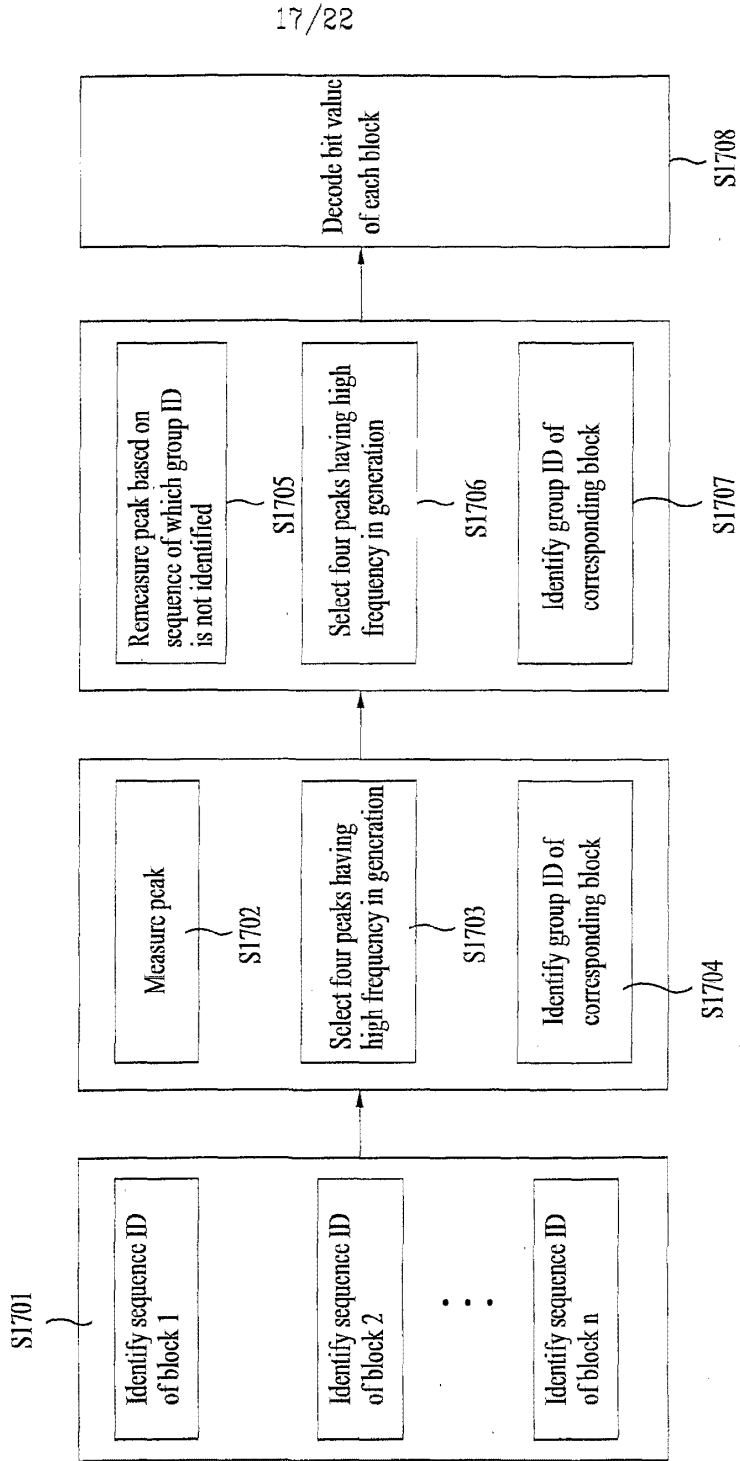 17/22
S1701
Identify sequence ID
of block 1
Identify sequence ID
of block 2
• • •
Identify sequence ID
of block n
Measure peak
S1702
Select four peaks having
high frequency in generation
S1703
Identify group ID of
corresponding block
S1704
Remeasure peak based on
sequence of which group ID
is not identified
S1705
Select four peaks having high
frequency in generation
S1706
Identify group ID of
corresponding block
S1707
Decode bit value
of each block
S1708